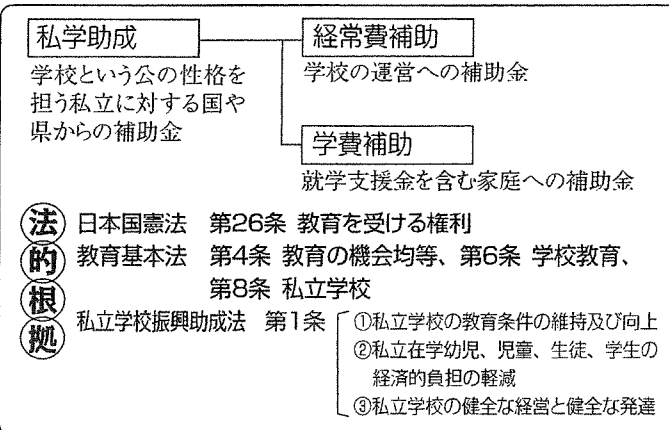 私学助成
学校という公の性格を
担う私立に対する国や
県からの補助金
経常費補助
学校の運営への補助金
学費補助
就学支援金を含む家庭への補助金
法的根拠
日本国憲法　第26条 教育を受ける権利
教育基本法　第4条 教育の機会均等、第6条 学校教育、
第8条 私立学校
私立学校振興助成法　第1条
①私立学校の教育条件の維持及び向上
②私立在学幼児、児童、生徒、学生の
経済的負担の軽減
③私立学校の健全な経営と健全な発達